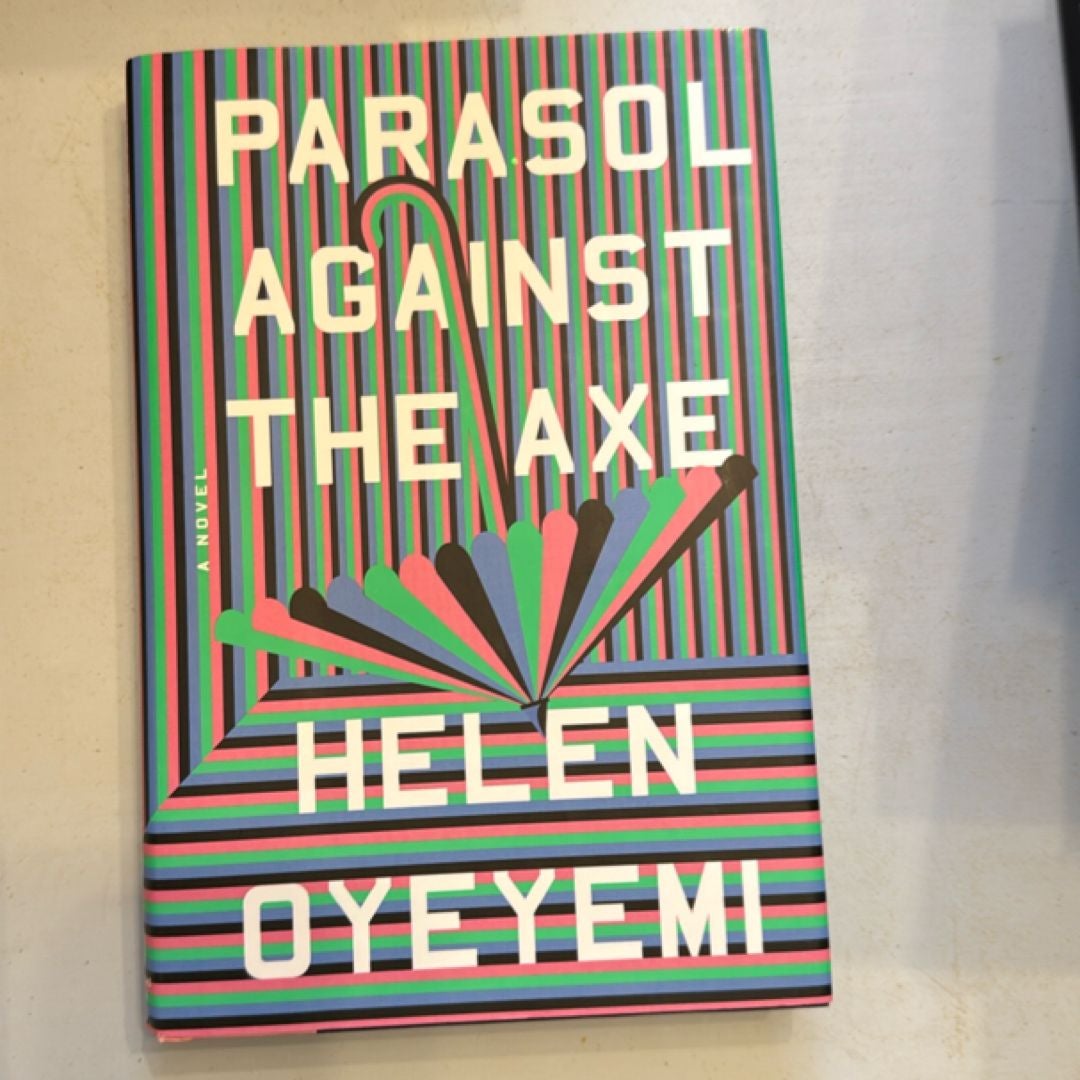 PARASOL
AGAINST
THE AXE
A NOVEL
HELEN
OYEYEMI